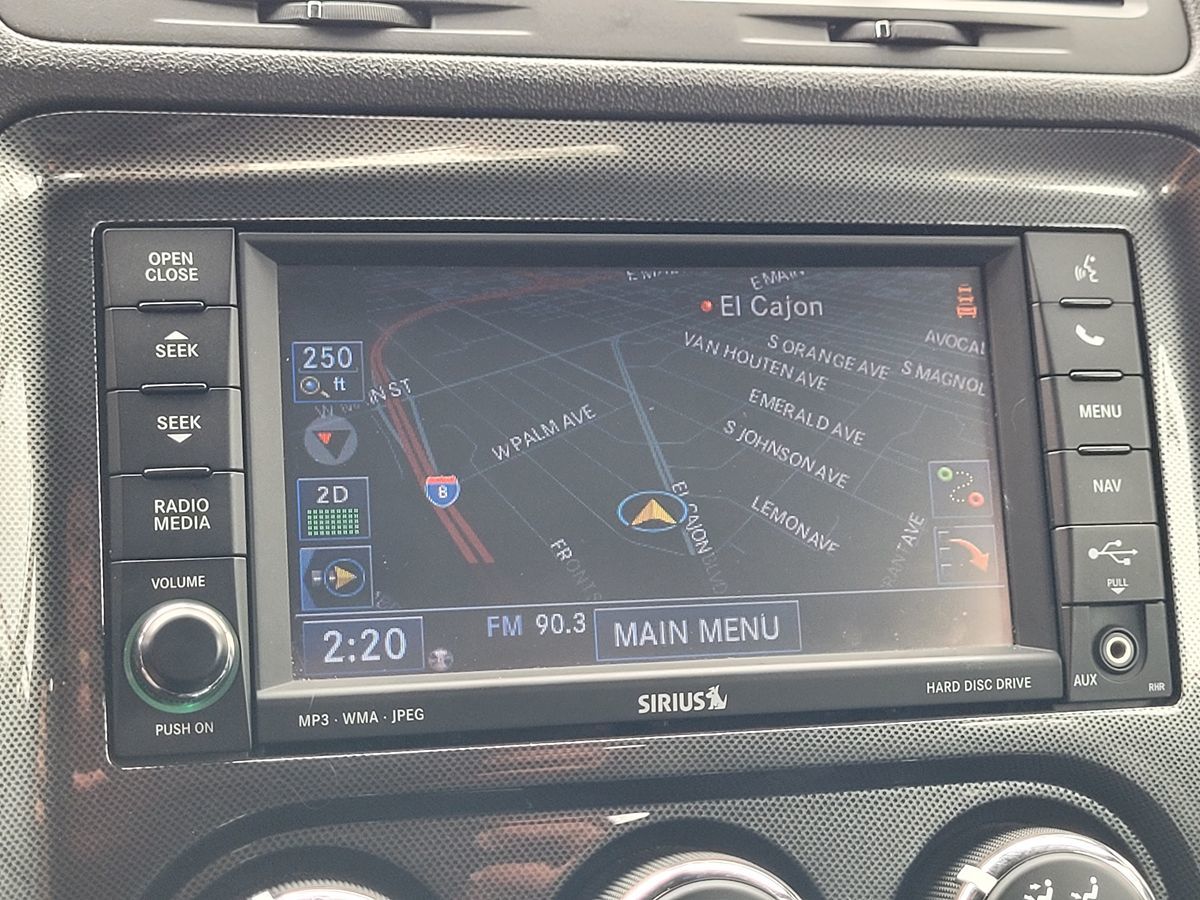 OPEN
CLOSE
SEEK
SEEK
RADIO
MEDIA
VOLUME
PUSH ON
E MAIN
El Cajon
250
ft
AVOCAL
S ORANGE AVE
VAN HOUTEN AVE
S MAGNOL
N ST
W PALM AVE
EMERALD AVE
S JOHNSON AVE
8
2D
EL CAJON BLVD
LEMON AVE
FRONT
2:20
FM 90.3
MAIN MENU
MP3 · WMA · JPEG
SIRIUS
HARD DISC DRIVE
MENU
NAV
PULL
AUX
RHR